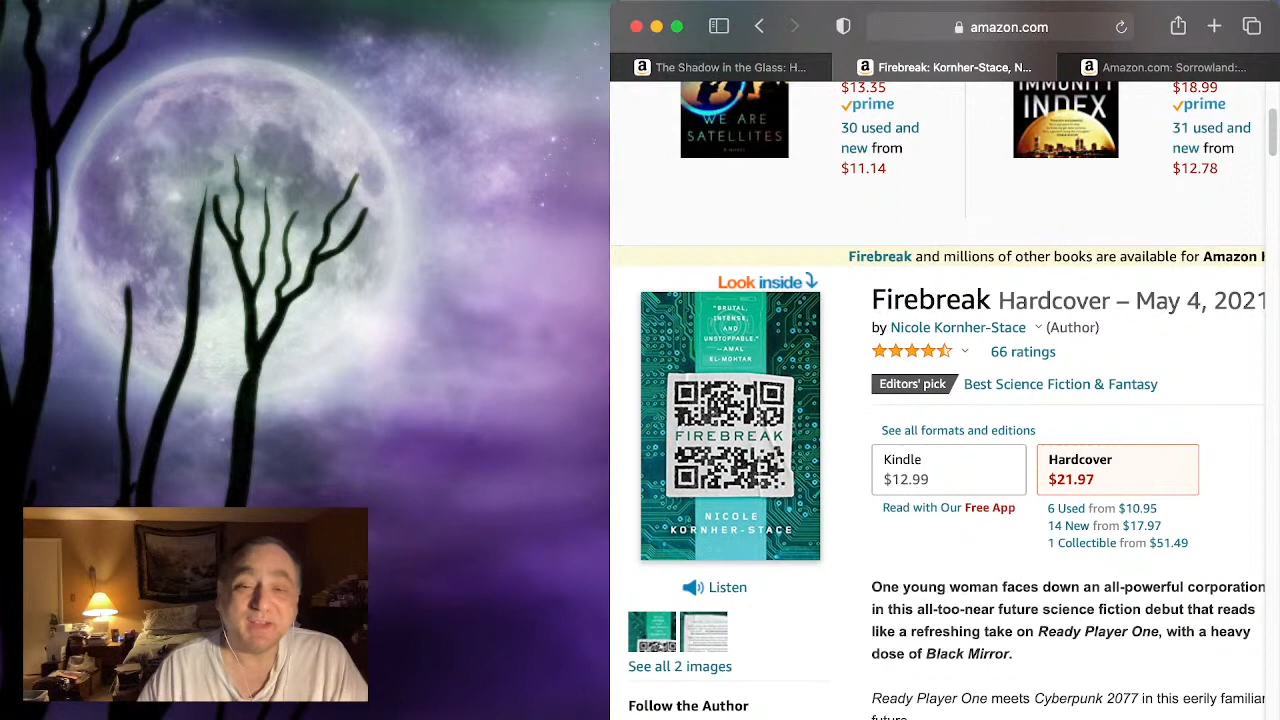 amazon.com
The Shadow in the Glass: H...
Firebreak: Kornher-Stace, N...
Amazon.com: Sorrowland:...
WE ARE
SATELLITES
$13.35
prime
30 used and
new from
$11.14
IMMUNITY
INDEX
$18.99
prime
31 used and
new from
$12.78
Firebreak and millions of other books are available for Amazon
Look inside
"BRUTAL,
INTENSE,
AND
UNSTOPPABLE."
—AMAL
EL-MOHTAR
FIREBREAK
NICOLE
KORNHER-STACE
Listen
See all 2 images
Follow the Author
Firebreak Hardcover – May 4, 2021
by Nicole Kornher-Stace (Author)
66 ratings
Editors' pick Best Science Fiction & Fantasy
See all formats and editions
Kindle
$12.99
Read with Our Free App
Hardcover
$21.97
6 Used from $10.95
14 New from $17.97
1 Collectible from $51.49
One young woman faces down an all-powerful corporation
in this all-too-near future science fiction debut that reads
like a refreshing take on Ready Player with a heavy
dose of Black Mirror.
Ready Player One meets Cyberpunk 2077 in this eerily familiar
future.